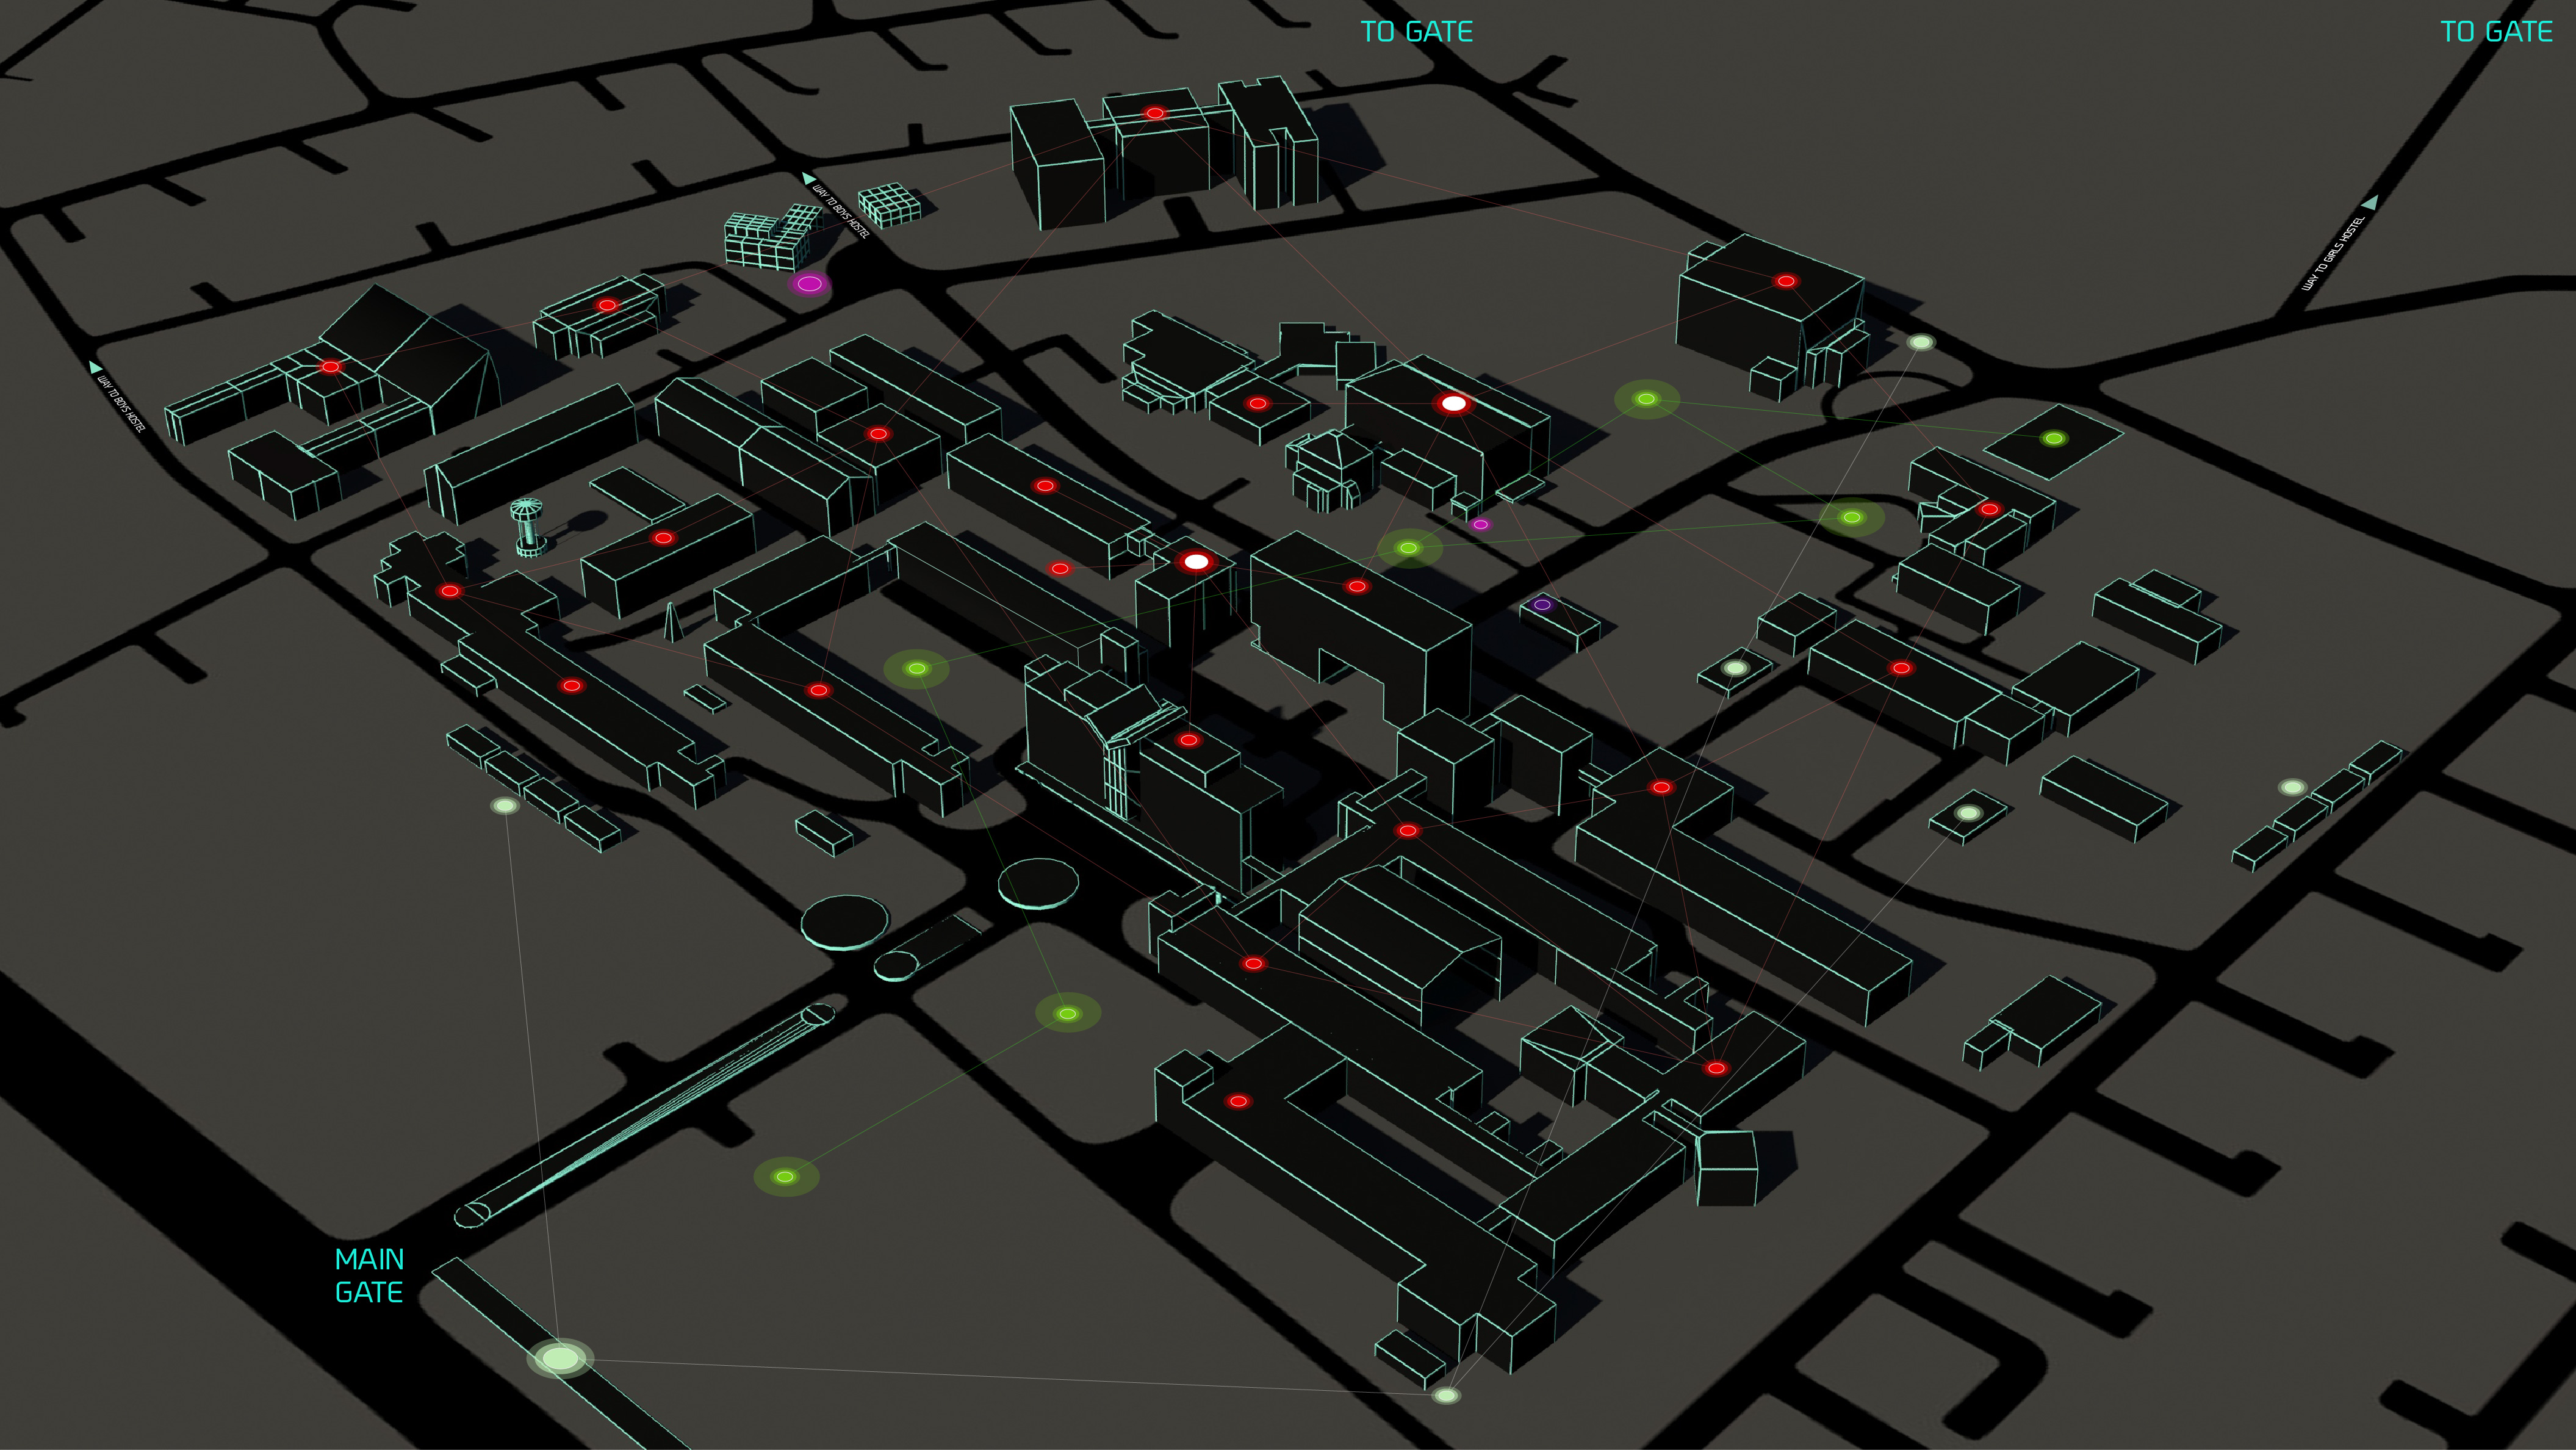 TO GATE
TO GATE
WAY TO BOYS HOSTEL
WAY TO GIRLS HOSTEL
WAY TO BOYS HOSTEL
MAIN
GATE